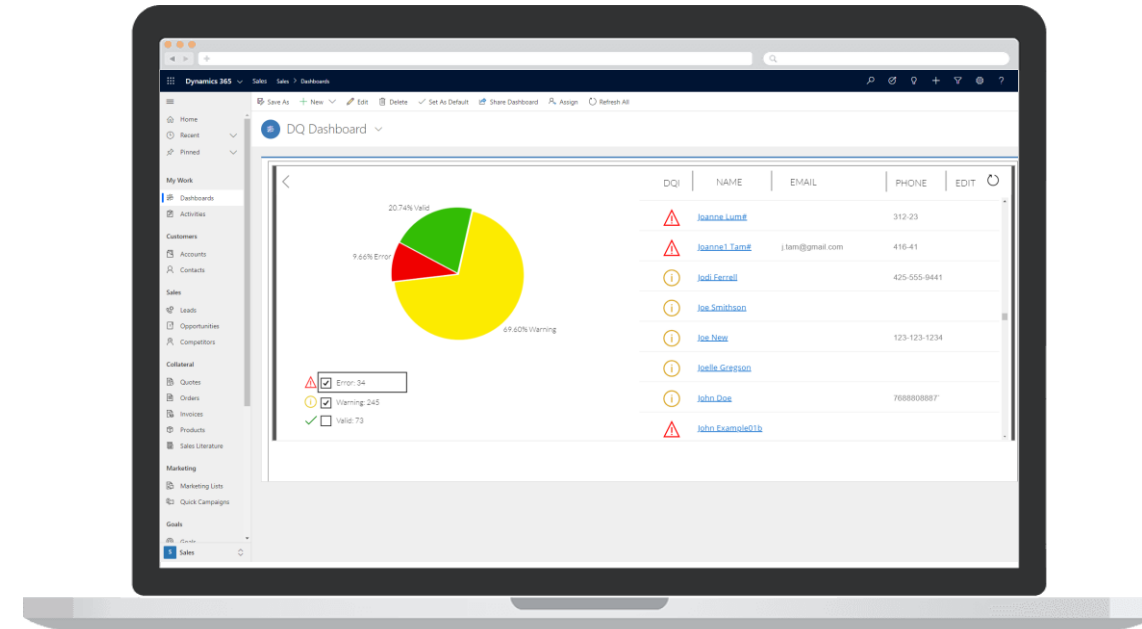 Dynamics 365 Sales Sales > Dashboards
Save As New Edit Delete Set As Default Share Dashboard Assign Refresh All
Home
Recent
Pinned
DQ Dashboard
My Work
Dashboards
Activities
Customers
Accounts
Contacts
Sales
Leads
Opportunities
Competitors
Collateral
Quotes
Orders
Invoices
Products
Sales Literature
Marketing
Marketing Lists
Quick Campaigns
Goals
Goals
S Sales
20.74% Valid
9.66% Error
69.60% Warning
Error: 34
Warning: 245
Valid: 73
DQI NAME EMAIL PHONE EDIT
Joanne Lum# 312-23
Joanne1 Tam# j.tam@gmail.com 416-41
Jodi Ferrell 425-555-9441
Joe Smithson
Joe New 123-123-1234
Joelle Gregson
John Doe 7688808887'
John Example01b